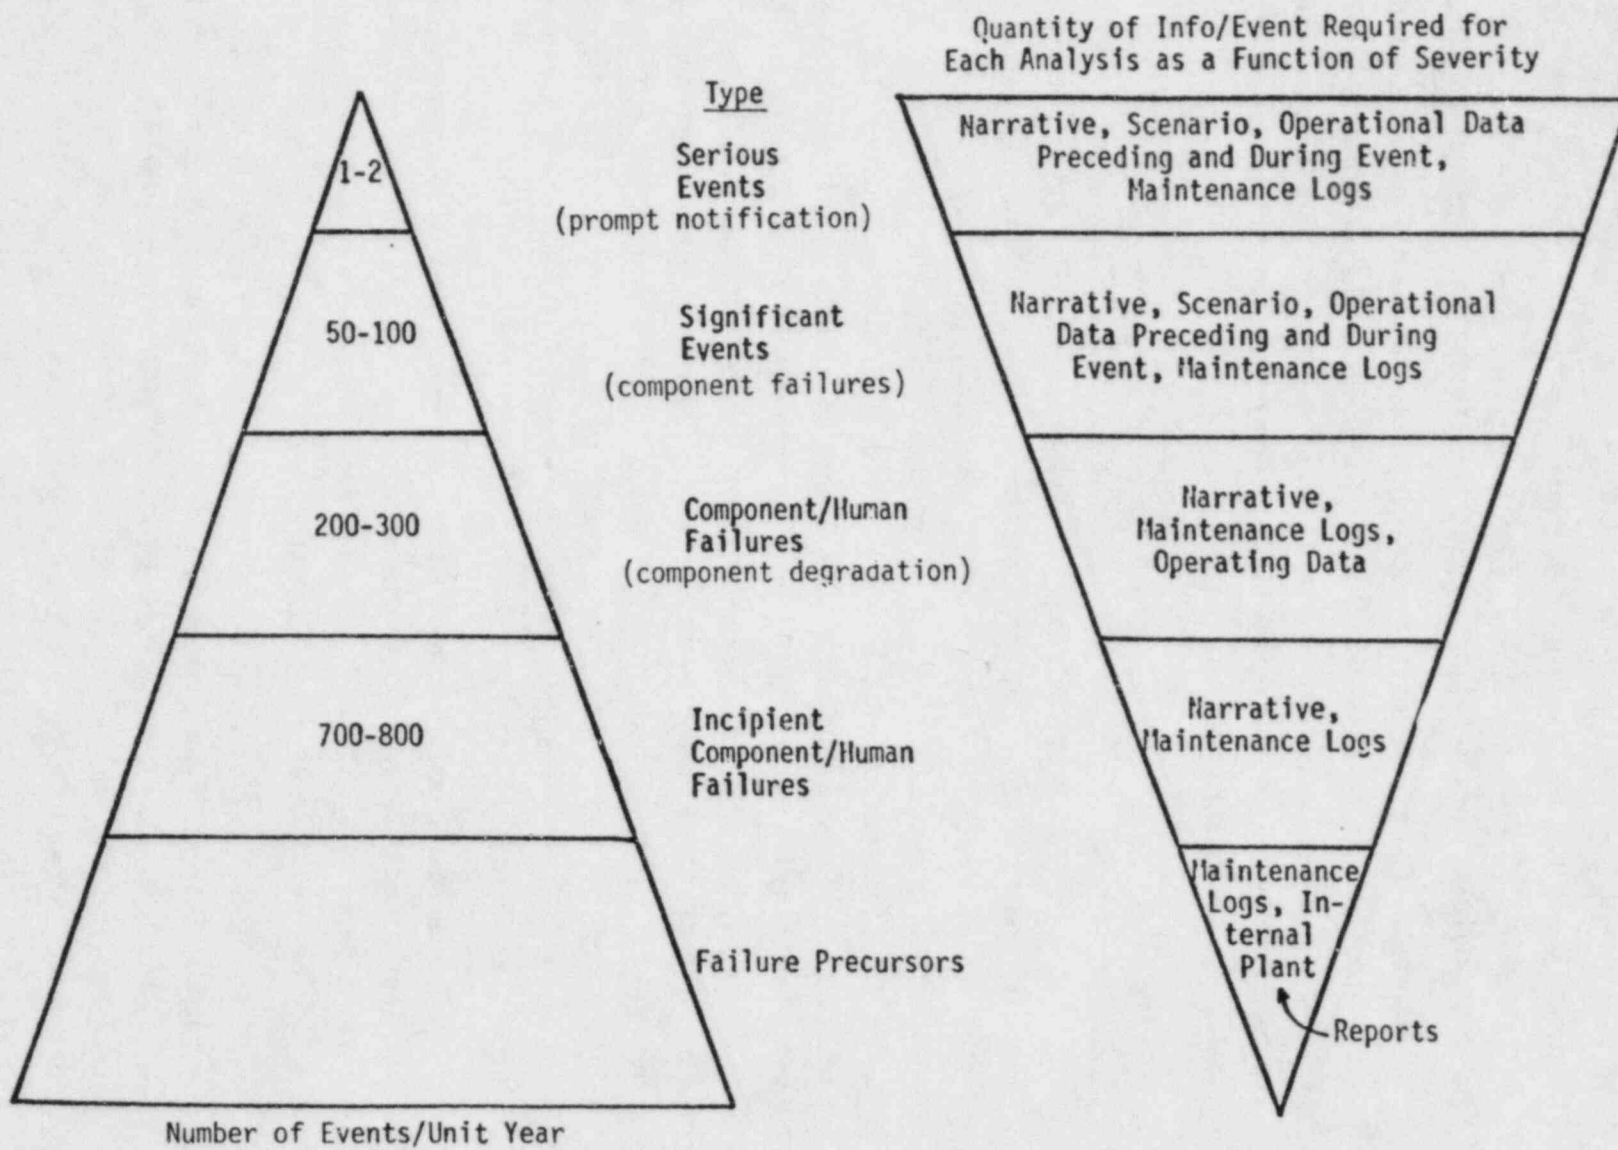 Quantity of Info/Event Required for
Each Analysis as a Function of Severity
Type
1-2
Serious
Events
(prompt notification)
Narrative, Scenario, Operational Data
Preceding and During Event,
Maintenance Logs
50-100
Significant
Events
(component failures)
Narrative, Scenario, Operational
Data Preceding and During
Event, Maintenance Logs
200-300
Component/Human
Failures
(component degradation)
Narrative,
Maintenance Logs,
Operating Data
700-800
Incipient
Component/Human
Failures
Narrative,
Maintenance Logs
Failure Precursors
Maintenance
Logs, In-
ternal
Plant
Reports
Number of Events/Unit Year